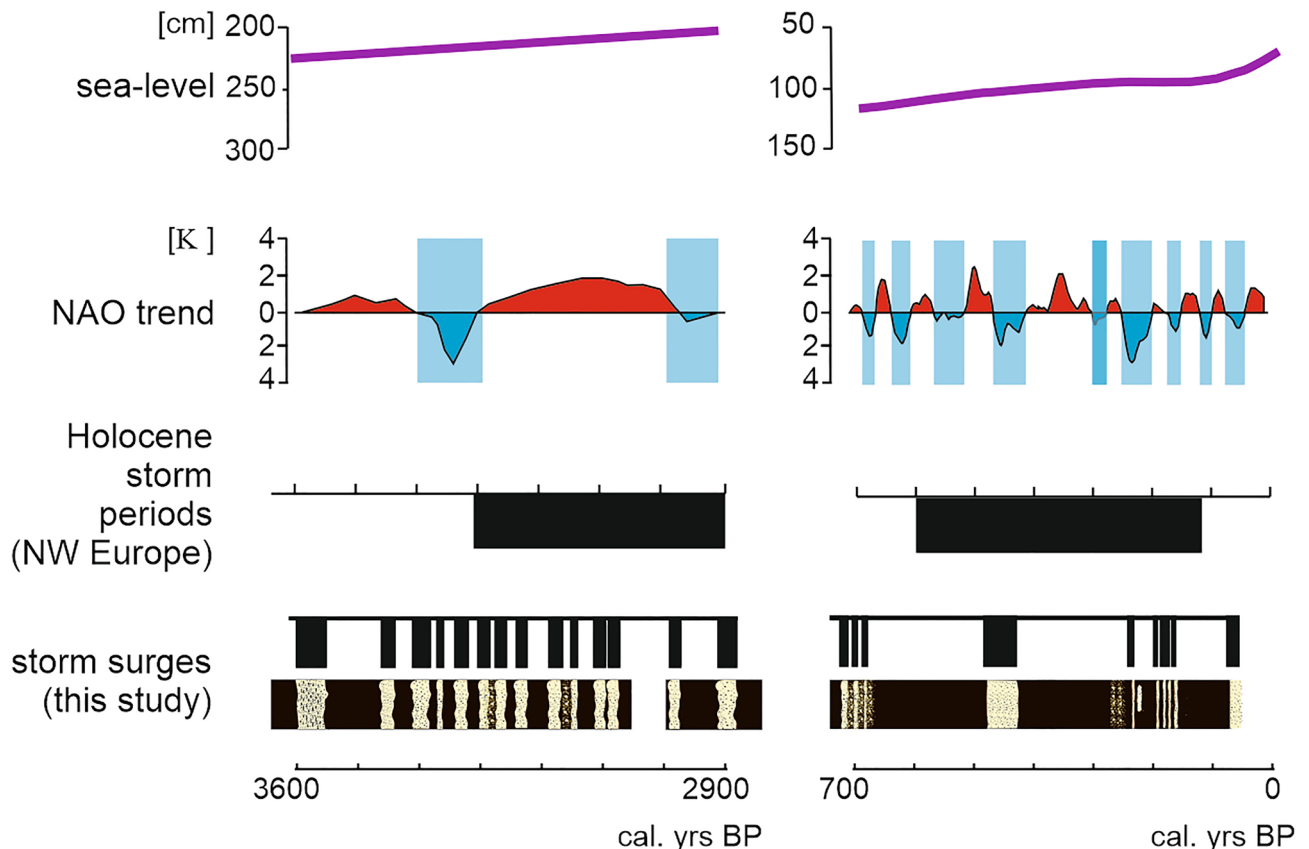 [cm]
sea-level
200
250
300
50
100
150
[K ]
NAO trend
4
2
0
2
4
4
2
0
2
4
Holocene
storm
periods
(NW Europe)
storm surges
(this study)
3600
2900
cal. yrs BP
700
0
cal. yrs BP